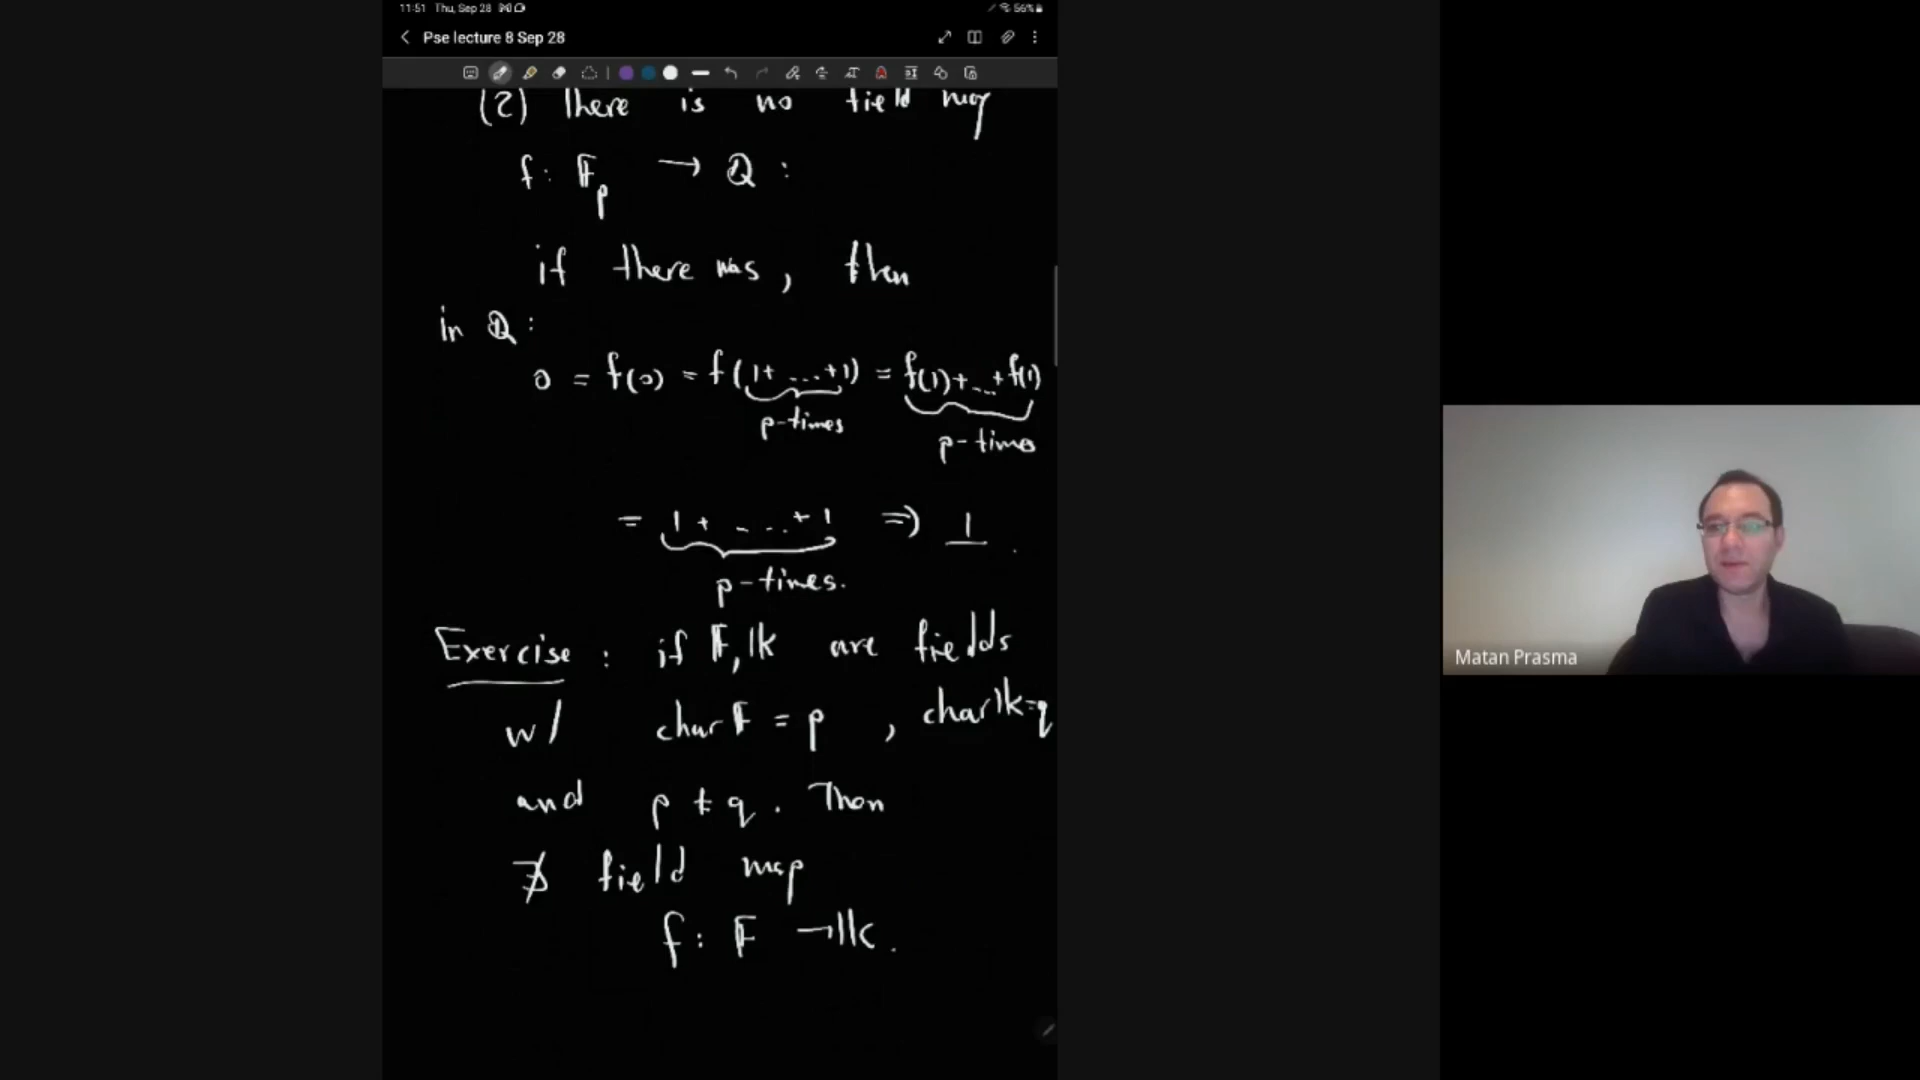 11:51 Thu, Sep 28
56%
Pse lecture 8 Sep 28
(2) There is no field map
f: 𝔽_p → ℚ :
if there was, then
in ℚ :
0 = f(0) = f(1+ ... +1) = f(1)+...+f(1)
p-times
p-times
= 1 + - ... + 1 ⇒ ⊥ .
p-times.
Exercise : if 𝔽, 𝕜 are fields
w/ char 𝔽 = p , char 𝕜 = q
and p ≠ q . Then
∄ field map
f : 𝔽 → 𝕜 .
Matan Prasma